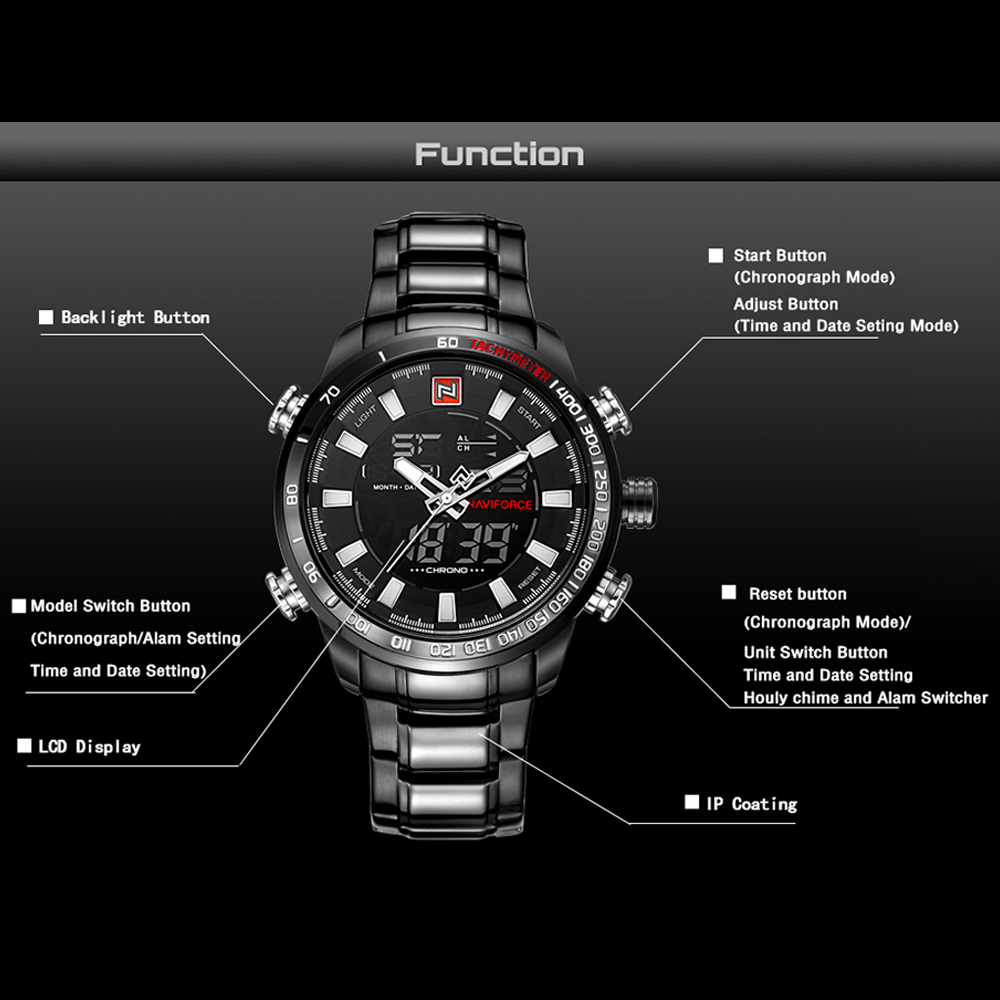 Function
Start Button
(Chronograph Mode)
Adjust Button
(Time and Date Seting Mode)
Backlight Button
60 TACHYMETER 400 300 250 200 180 160 150 140 130 120 110 100 90 80 70
LIGHT
START
AL
CH
MONTH • DA
NAVIFORCE
18 39
CHRONO
MODE
RESET
Model Switch Button
(Chronograph/Alam Setting
Time and Date Setting)
Reset button
(Chronograph Mode)/
Unit Switch Button
Time and Date Setting
Houly chime and Alam Switcher
LCD Display
IP Coating